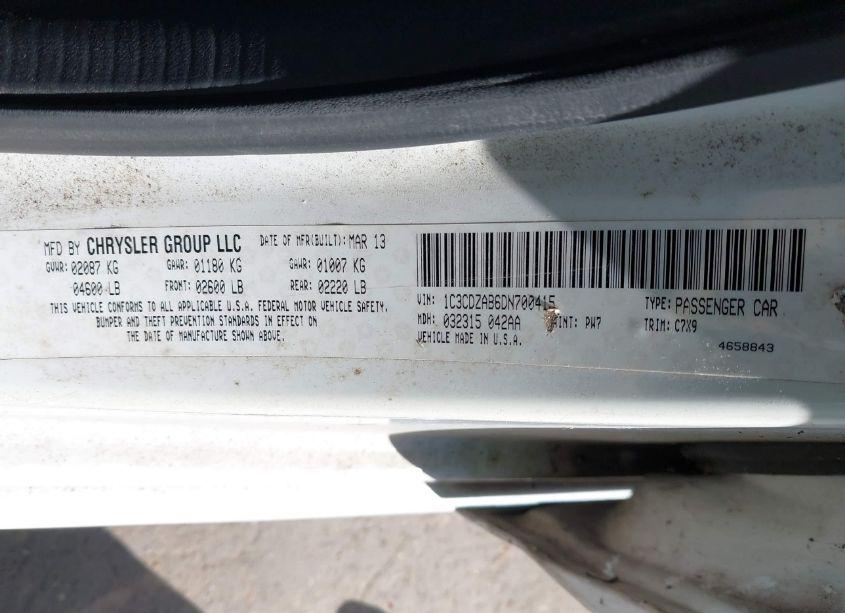 MFD BY CHRYSLER GROUP LLC DATE OF MFR(BUILT): MAR 13
GVWR: 02087 KG GAWR: 01180 KG GAWR: 01007 KG
04600 LB FRONT: 02600 LB REAR: 02220 LB
THIS VEHICLE CONFORMS TO ALL APPLICABLE U.S.A. FEDERAL MOTOR VEHICLE SAFETY,
BUMPER AND THEFT PREVENTION STANDARDS IN EFFECT ON
THE DATE OF MANUFACTURE SHOWN ABOVE.
VIN: 1C3CDZAB6DN700415 TYPE: PASSENGER CAR
MDH: 032315 042AA PAINT: PW7 TRIM: C7X9
VEHICLE MADE IN U.S.A. 4658843